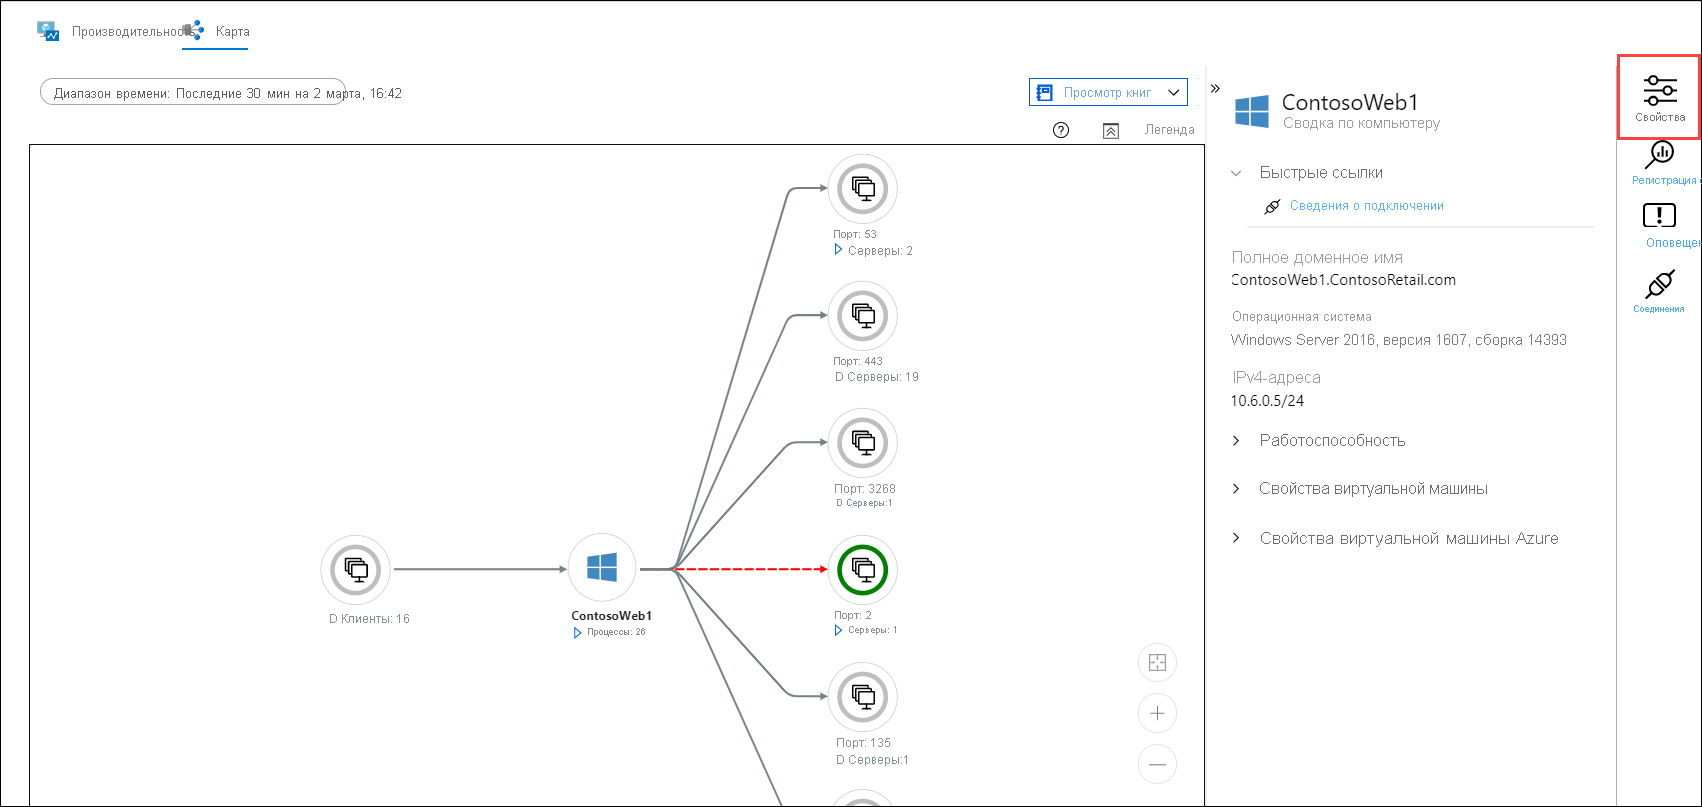 Производительность
Карта
Диапазон времени: Последние 30 мин на 2 марта, 16:42
Просмотр книг
Легенда
Порт: 53
Серверы: 2
Порт: 443
D Серверы: 19
Порт: 3268
D Серверы:1
D Клиенты: 16
ContosoWeb1
Процессы: 26
Порт: 2
Серверы: 1
Порт: 135
D Серверы:1
ContosoWeb1
Сводка по компьютеру
Быстрые ссылки
Сведения о подключении
Полное доменное имя
ContosoWeb1.ContosoRetail.com
Операционная система
Windows Server 2016, версия 1607, сборка 14393
IPv4-адреса
10.6.0.5/24
Работоспособность
Свойства виртуальной машины
Свойства виртуальной машины Azure
Свойства
Регистрация
Оповещен
Соединения